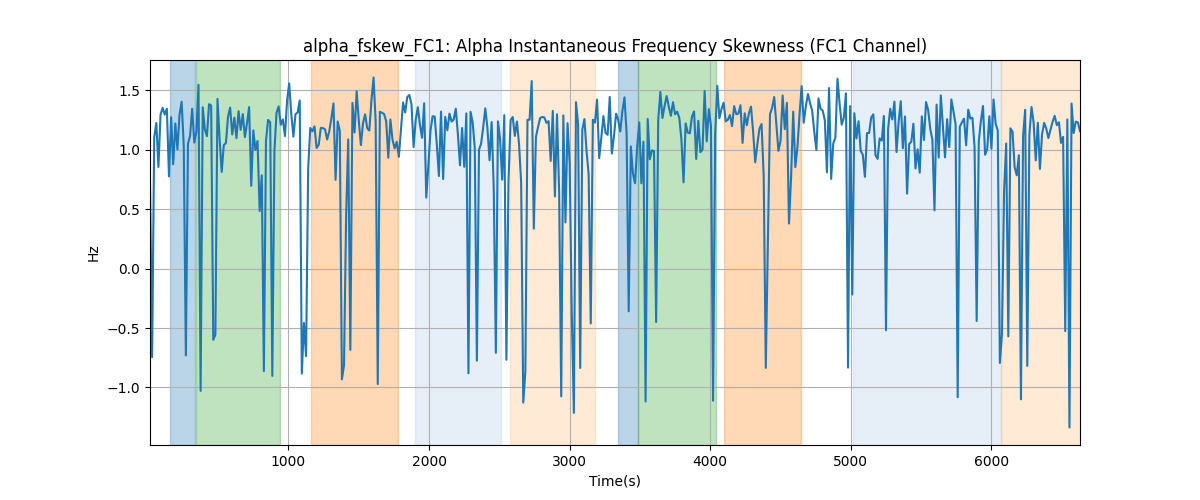 alpha_fskew_FC1: Alpha Instantaneous Frequency Skewness (FC1 Channel)
Hz
1.5
1.0
0.5
0.0
−0.5
−1.0
1000 2000 3000 4000 5000 6000
Time(s)